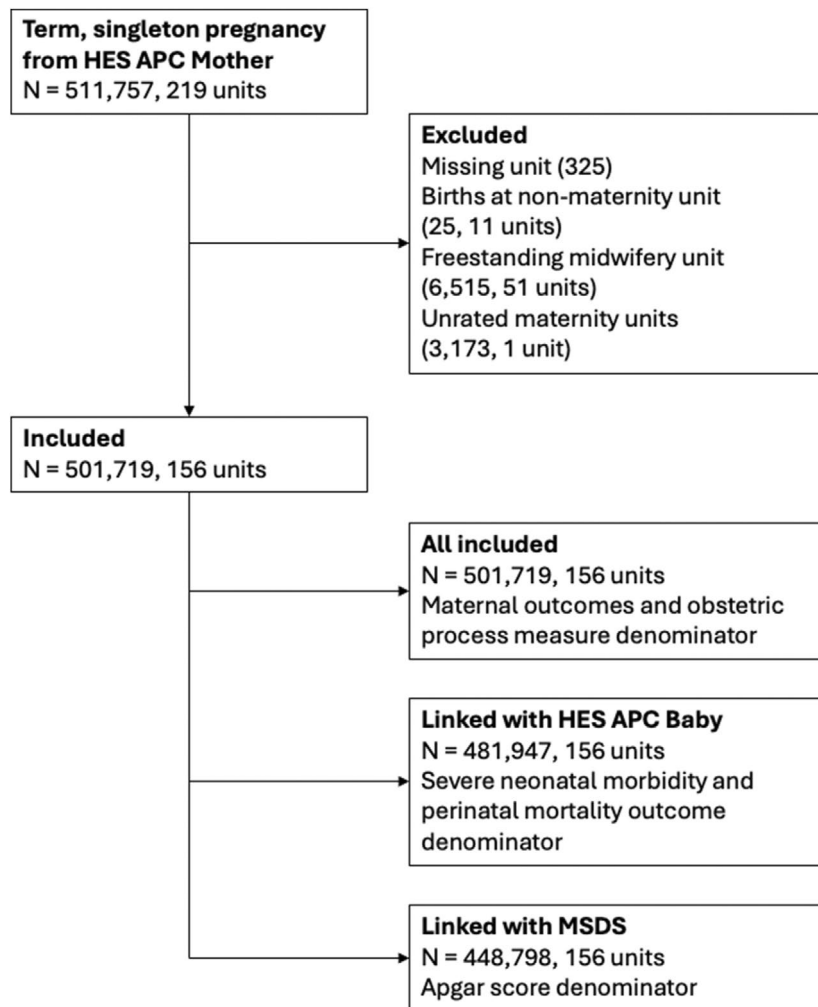 Term, singleton pregnancy
from HES APC Mother
N = 511,757, 219 units
Excluded
Missing unit (325)
Births at non-maternity unit
(25, 11 units)
Freestanding midwifery unit
(6,515, 51 units)
Unrated maternity units
(3,173, 1 unit)
Included
N = 501,719, 156 units
All included
N = 501,719, 156 units
Maternal outcomes and obstetric
process measure denominator
Linked with HES APC Baby
N = 481,947, 156 units
Severe neonatal morbidity and
perinatal mortality outcome
denominator
Linked with MSDS
N = 448,798, 156 units
Apgar score denominator